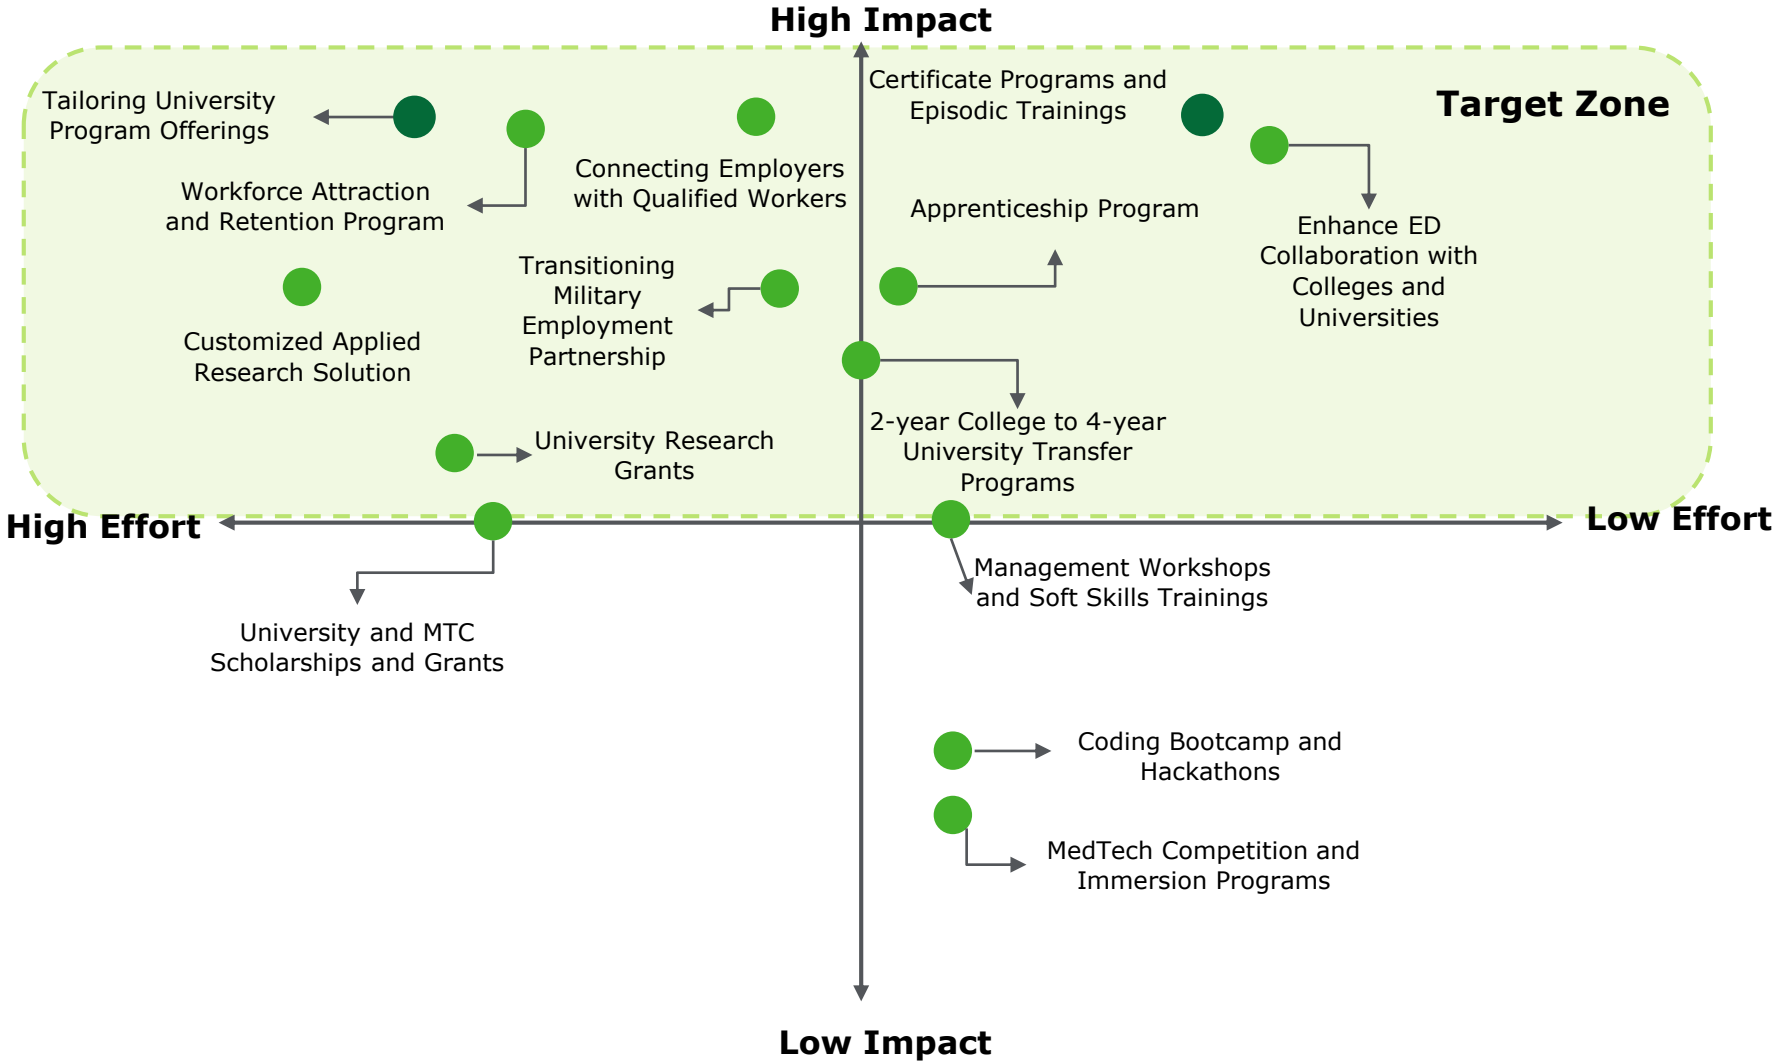 High Impact
Certificate Programs and
Episodic Trainings
Target Zone
Tailoring University
Program Offerings
Connecting Employers
with Qualified Workers
Workforce Attraction
and Retention Program
Apprenticeship Program
Enhance ED
Collaboration with
Colleges and
Universities
Transitioning
Military
Employment
Partnership
Customized Applied
Research Solution
2-year College to 4-year
University Transfer
Programs
University Research
Grants
High Effort
Low Effort
Management Workshops
and Soft Skills Trainings
University and MTC
Scholarships and Grants
Coding Bootcamp and
Hackathons
MedTech Competition and
Immersion Programs
Low Impact